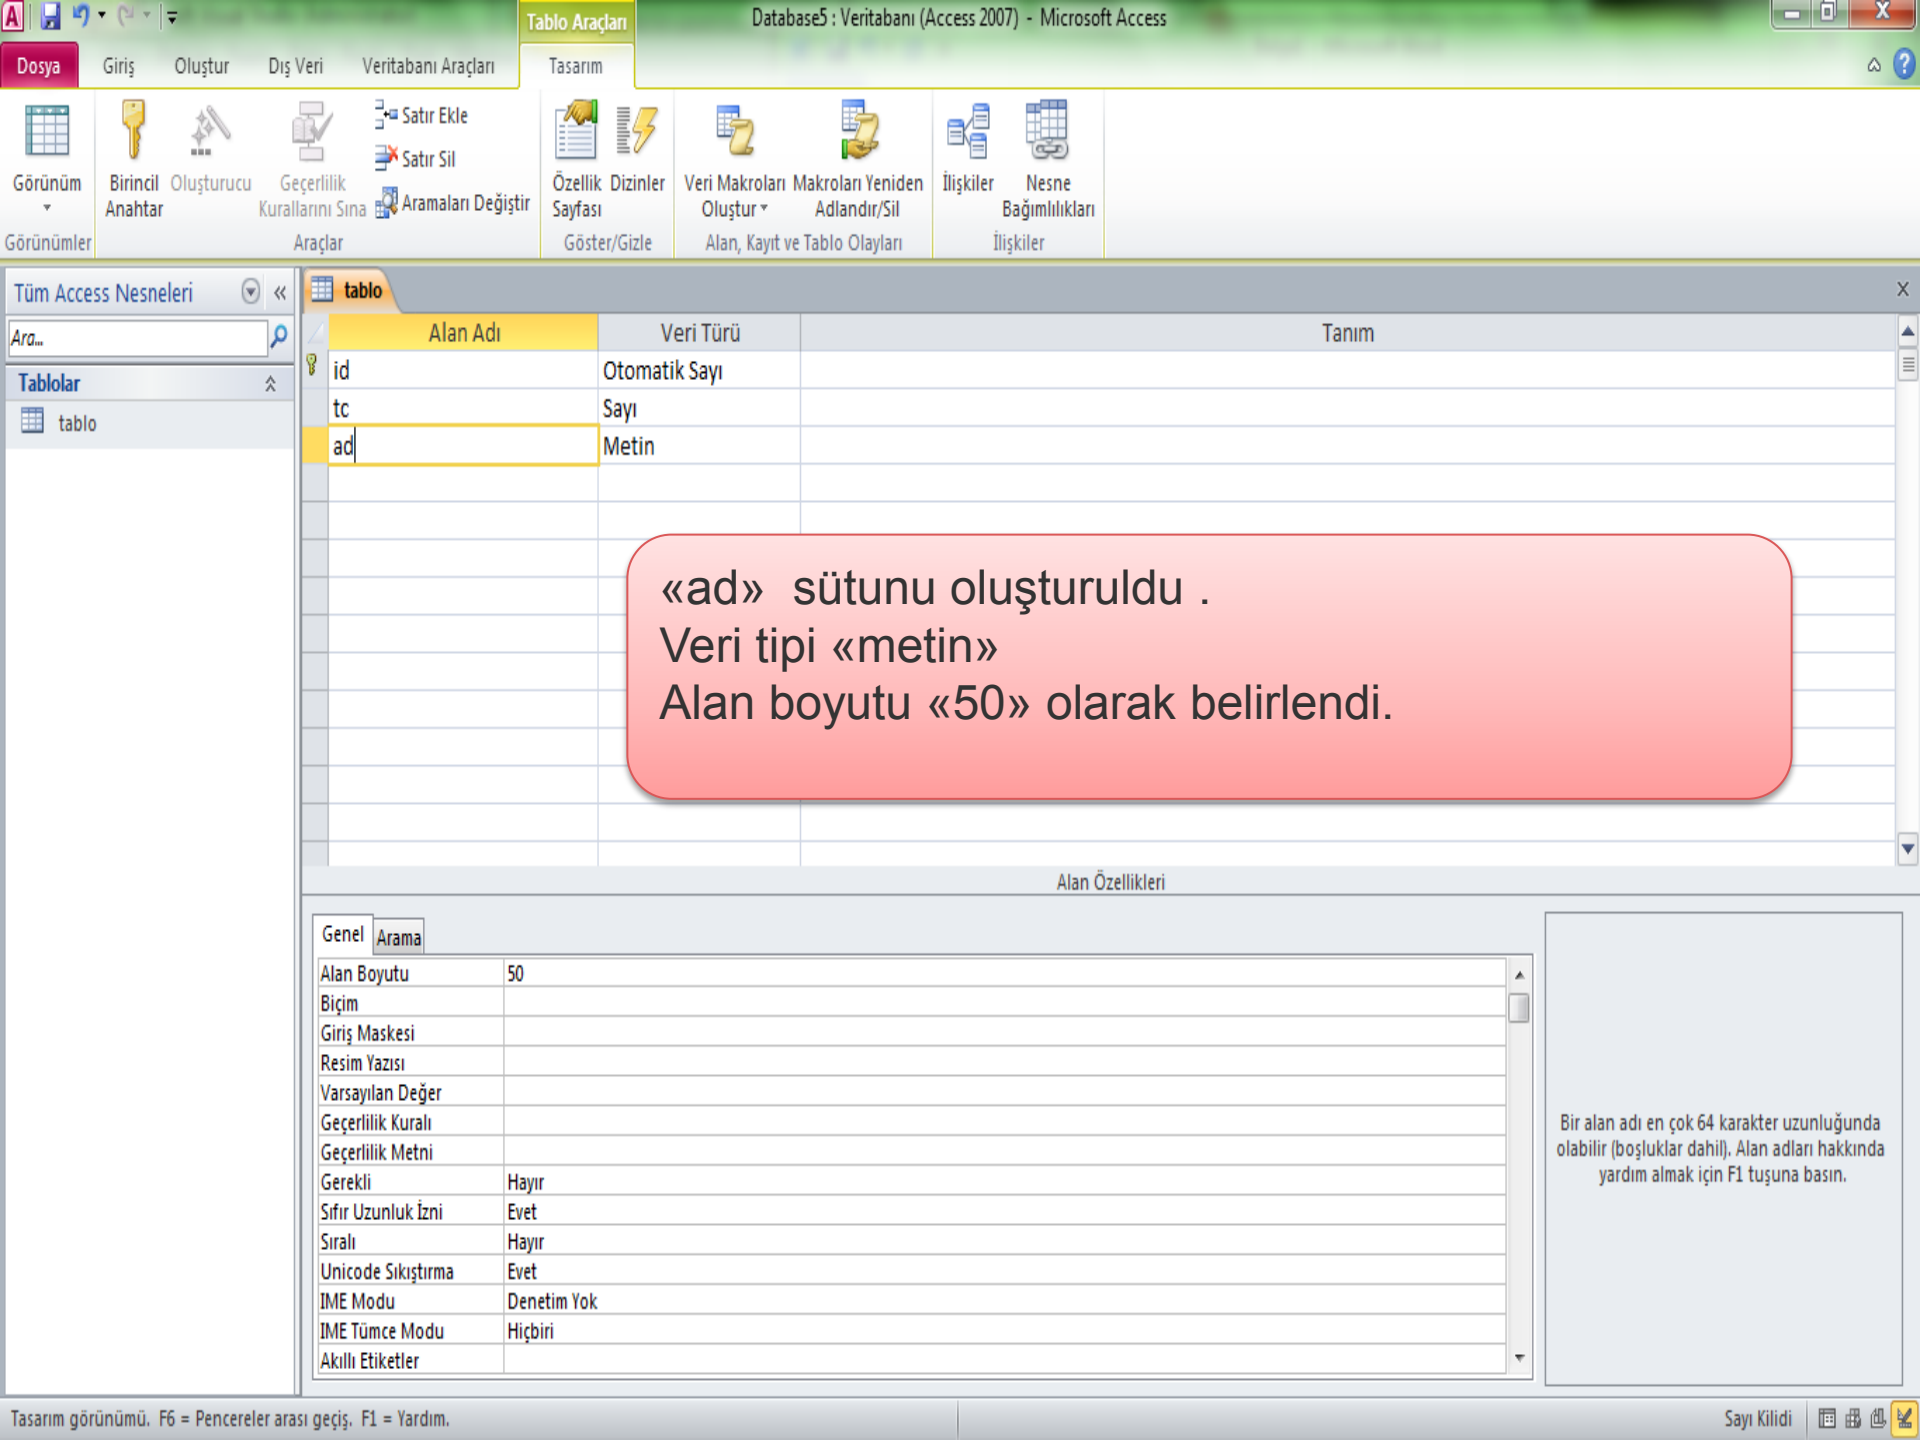 Tablo Araçları
Database5 : Veritabanı (Access 2007) - Microsoft Access
Dosya Giriş Oluştur Dış Veri Veritabanı Araçları Tasarım
Görünüm
Birincil Anahtar
Oluşturucu
Geçerlilik Kurallarını Sına
Satır Ekle
Satır Sil
Aramaları Değiştir
Özellik Sayfası
Dizinler
Veri Makroları Oluştur
Makroları Yeniden Adlandır/Sil
İlişkiler
Nesne Bağımlılıkları
Görünümler
Araçlar
Göster/Gizle
Alan, Kayıt ve Tablo Olayları
İlişkiler
Tüm Access Nesneleri
Ara...
Tablolar
tablo
tablo
Alan Adı Veri Türü Tanım
id Otomatik Sayı
tc Sayı
ad Metin
«ad» sütunu oluşturuldu .
Veri tipi «metin»
Alan boyutu «50» olarak belirlendi.
Alan Özellikleri
Genel Arama
Alan Boyutu 50
Biçim
Giriş Maskesi
Resim Yazısı
Varsayılan Değer
Geçerlilik Kuralı
Geçerlilik Metni
Gerekli Hayır
Sıfır Uzunluk İzni Evet
Sıralı Hayır
Unicode Sıkıştırma Evet
IME Modu Denetim Yok
IME Tümce Modu Hiçbiri
Akıllı Etiketler
Bir alan adı en çok 64 karakter uzunluğunda
olabilir (boşluklar dahil). Alan adları hakkında
yardım almak için F1 tuşuna basın.
Tasarım görünümü. F6 = Pencereler arası geçiş. F1 = Yardım.
Sayı Kilidi